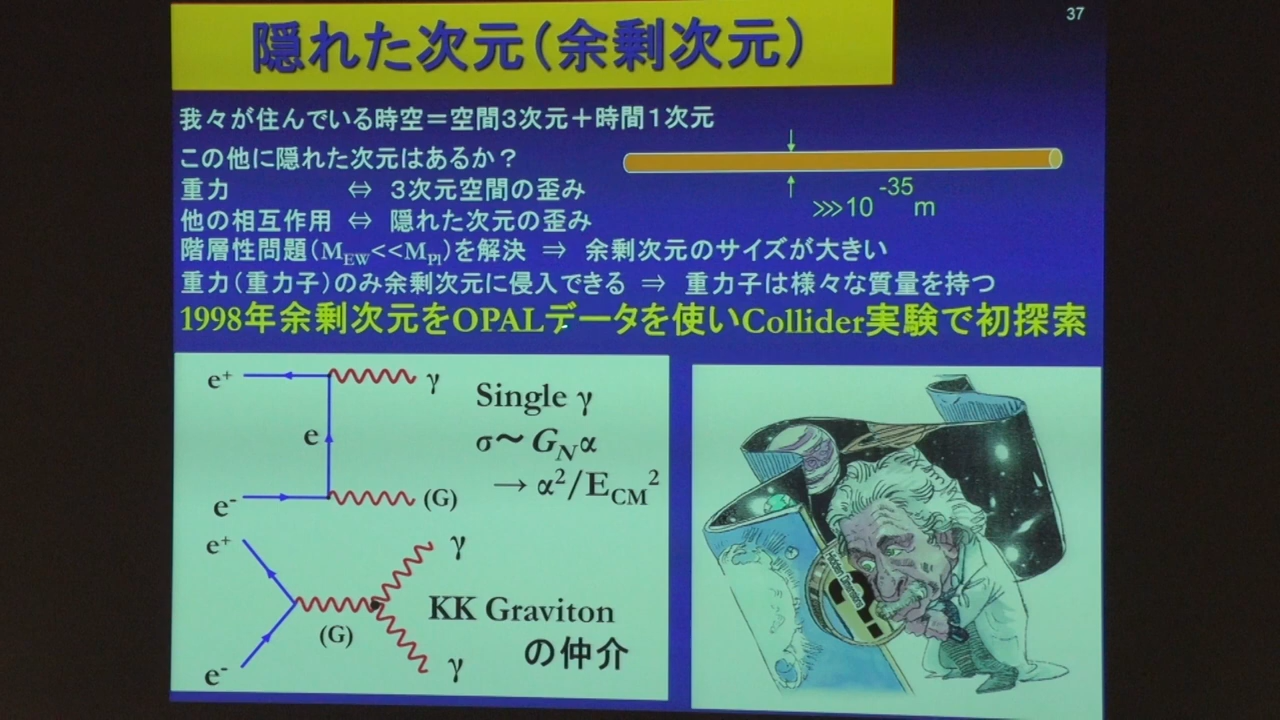 37
隠れた次元（余剰次元）
我々が住んでいる時空＝空間３次元＋時間１次元
この他に隠れた次元はあるか？
重力 ⇔ ３次元空間の歪み
他の相互作用 ⇔ 隠れた次元の歪み
階層性問題（M_EW<<M_Pl）を解決 ⇒ 余剰次元のサイズが大きい
重力（重力子）のみ余剰次元に侵入できる ⇒ 重力子は様々な質量を持つ
>>>10^-35 m
1998年余剰次元をOPALデータを使いCollider実験で初探索
e⁺ γ
e
e⁻ (G)
Single γ
σ～ G_N α
→ α²/E_CM²
e⁺ γ
(G)
e⁻ γ
KK Graviton
の仲介
Hidden Dimensions